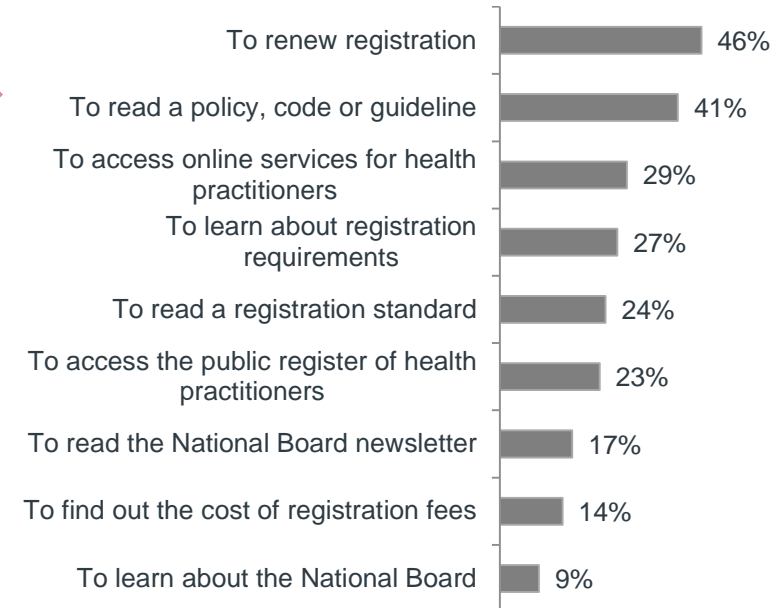 To renew registration 46%
To read a policy, code or guideline 41%
To access online services for health
practitioners 29%
To learn about registration
requirements 27%
To read a registration standard 24%
To access the public register of health
practitioners 23%
To read the National Board newsletter 17%
To find out the cost of registration fees 14%
To learn about the National Board 9%